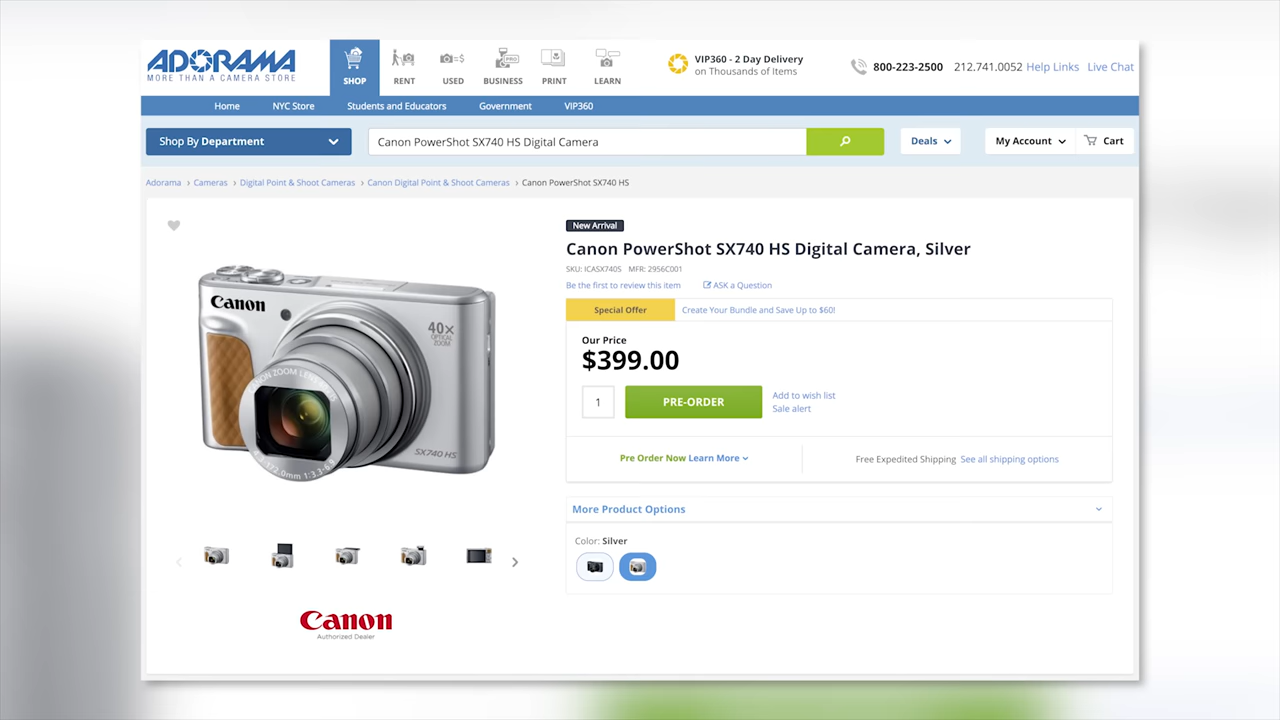 ADORAMA
MORE THAN A CAMERA STORE
SHOP
RENT
USED
PRO
BUSINESS
PRINT
LEARN
VIP360 - 2 Day Delivery
on Thousands of Items
800-223-2500 212.741.0052 Help Links Live Chat
Home NYC Store Students and Educators Government VIP360
Shop By Department
Canon PowerShot SX740 HS Digital Camera
Deals
My Account
Cart
Adorama › Cameras › Digital Point & Shoot Cameras › Canon Digital Point & Shoot Cameras › Canon PowerShot SX740 HS
New Arrival
Canon PowerShot SX740 HS Digital Camera, Silver
SKU: ICASX740S MFR: 2956C001
Be the first to review this item ASK a Question
Special Offer Create Your Bundle and Save Up to $60!
Our Price
$399.00
1
PRE-ORDER
Add to wish list
Sale alert
Pre Order Now Learn More
Free Expedited Shipping See all shipping options
More Product Options
Color: Silver
Canon
40x
OPTICAL
ZOOM
CANON ZOOM LENS
SX740 HS
Canon
Authorized Dealer